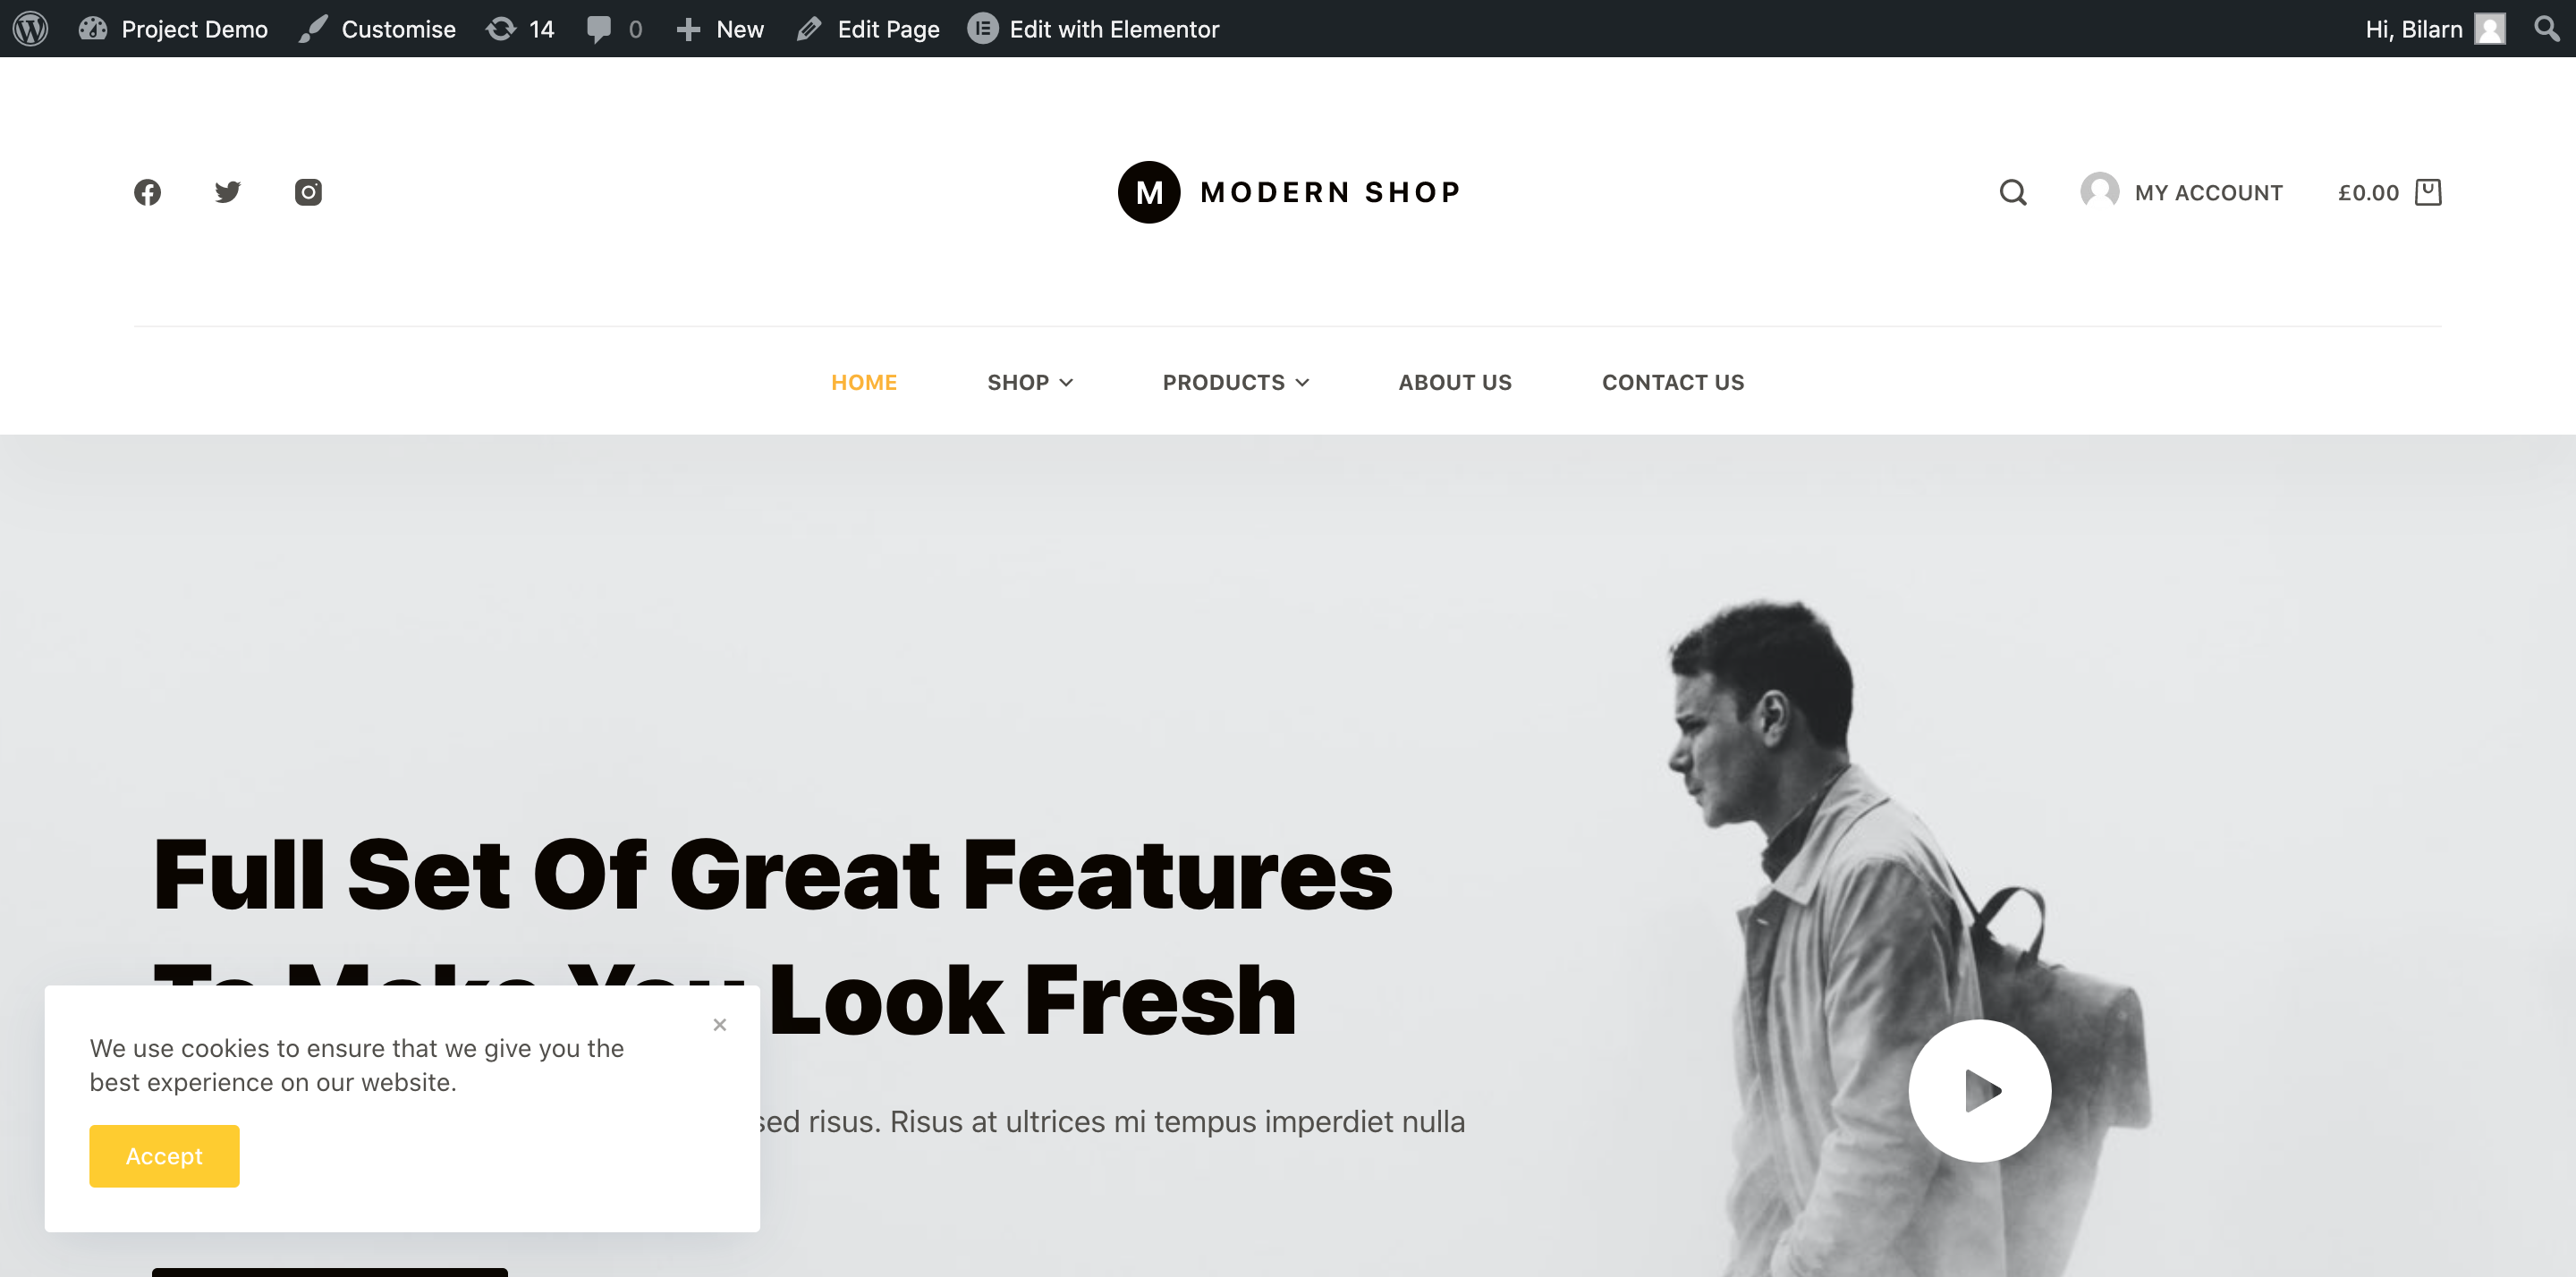 Project Demo Customise 14 0 New Edit Page Edit with Elementor Hi, Bilarn
M MODERN SHOP MY ACCOUNT £0.00
HOME SHOP PRODUCTS ABOUT US CONTACT US
Full Set Of Great Features
To Make You Look Fresh
sed risus. Risus at ultrices mi tempus imperdiet nulla
We use cookies to ensure that we give you the
best experience on our website.
Accept